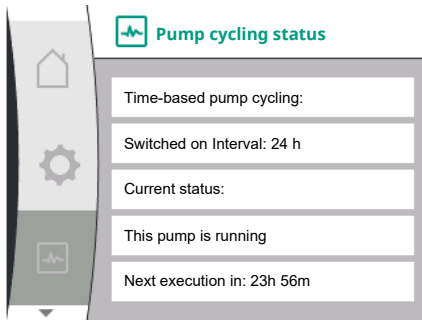 Pump cycling status
Time-based pump cycling:
Switched on Interval: 24 h
Current status:
This pump is running
Next execution in: 23h 56m